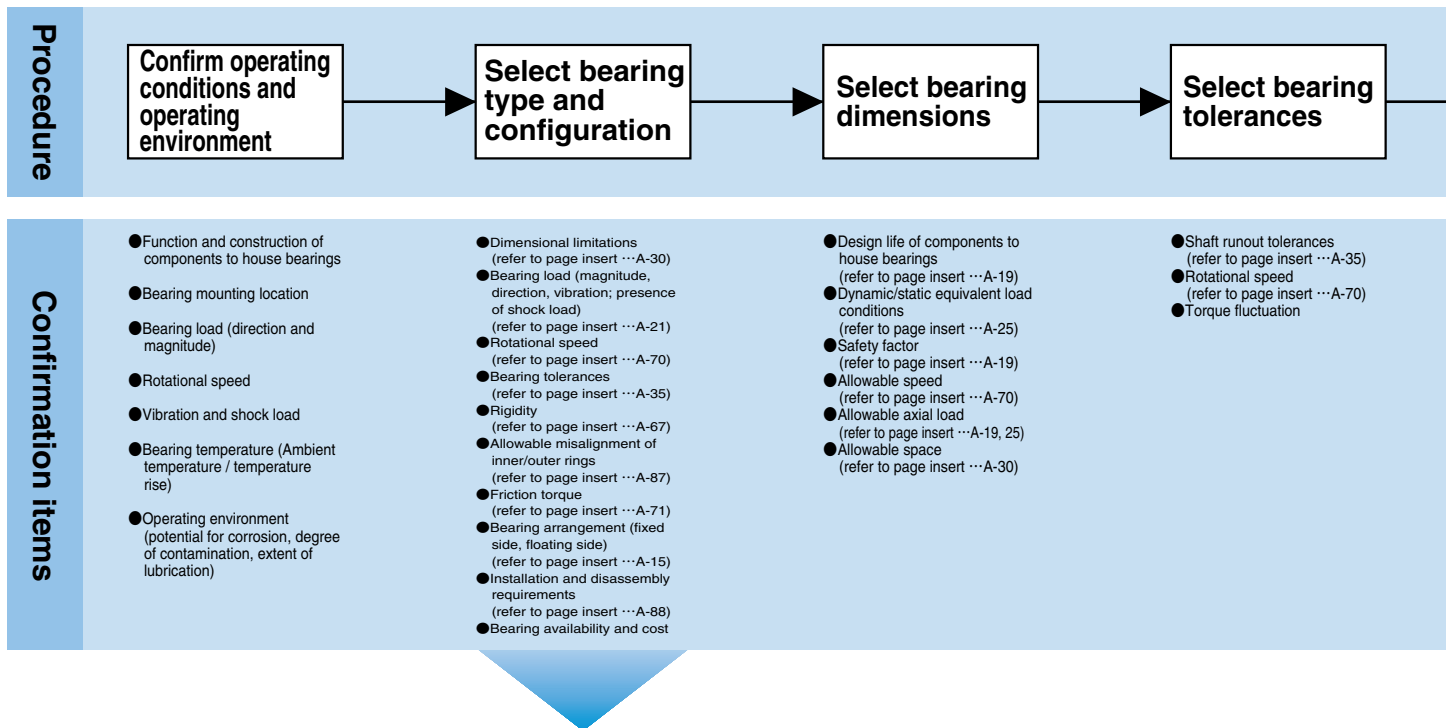 Procedure
Confirm operating
conditions and
operating
environment
Select bearing
type and
configuration
Select bearing
dimensions
Select bearing
tolerances
Confirmation items
●Function and construction of
components to house bearings
●Bearing mounting location
●Bearing load (direction and
magnitude)
●Rotational speed
●Vibration and shock load
●Bearing temperature (Ambient
temperature / temperature
rise)
●Operating environment
(potential for corrosion, degree
of contamination, extent of
lubrication)
●Dimensional limitations
(refer to page insert …A-30)
●Bearing load (magnitude,
direction, vibration; presence
of shock load)
(refer to page insert …A-21)
●Rotational speed
(refer to page insert …A-70)
●Bearing tolerances
(refer to page insert …A-35)
●Rigidity
(refer to page insert …A-67)
●Allowable misalignment of
inner/outer rings
(refer to page insert …A-87)
●Friction torque
(refer to page insert …A-71)
●Bearing arrangement (fixed
side, floating side)
(refer to page insert …A-15)
●Installation and disassembly
requirements
(refer to page insert …A-88)
●Bearing availability and cost
●Design life of components to
house bearings
(refer to page insert …A-19)
●Dynamic/static equivalent load
conditions
(refer to page insert …A-25)
●Safety factor
(refer to page insert …A-19)
●Allowable speed
(refer to page insert …A-70)
●Allowable axial load
(refer to page insert …A-19, 25)
●Allowable space
(refer to page insert …A-30)
●Shaft runout tolerances
(refer to page insert …A-35)
●Rotational speed
(refer to page insert …A-70)
●Torque fluctuation